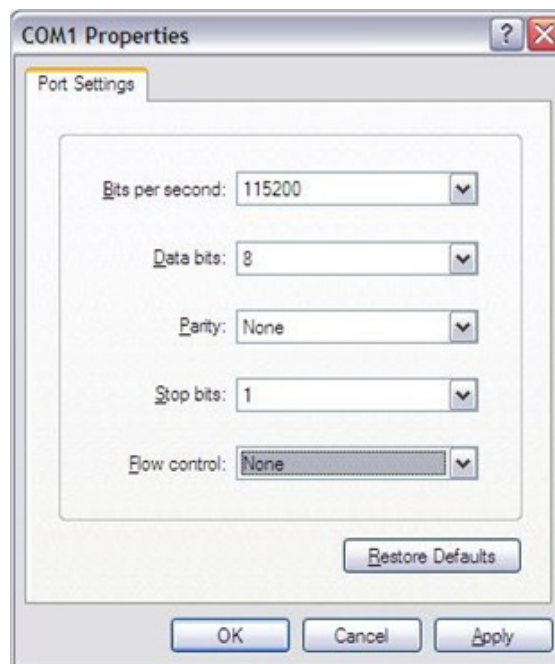 COM1 Properties
?
Port Settings
Bits per second: 115200
Data bits: 8
Parity: None
Stop bits: 1
Flow control: None
Restore Defaults
OK Cancel Apply